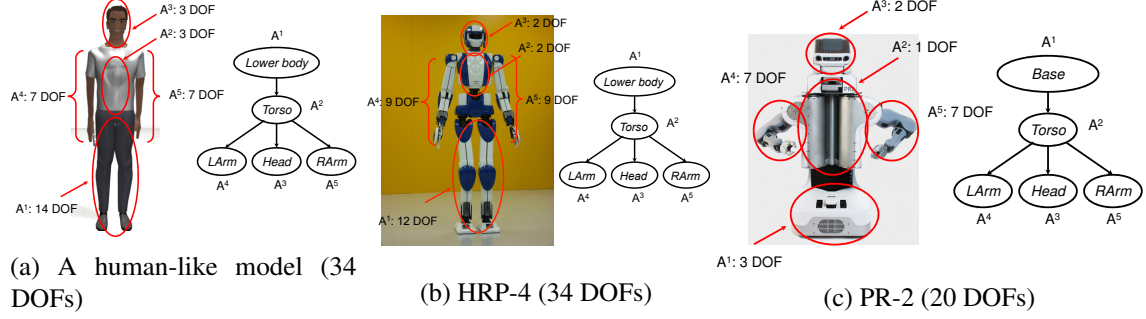 A³: 3 DOF
A²: 3 DOF
A⁴: 7 DOF
A⁵: 7 DOF
A¹: 14 DOF
A¹
Lower body
Torso
A²
LArm
Head
RArm
A⁴
A³
A⁵
(a) A human-like model (34
DOFs)
A³: 2 DOF
A²: 2 DOF
A⁴: 9 DOF
A⁵: 9 DOF
A¹: 12 DOF
A¹
Lower body
Torso
A²
LArm
Head
RArm
A⁴
A³
A⁵
(b) HRP-4 (34 DOFs)
A³: 2 DOF
A²: 1 DOF
A⁴: 7 DOF
PR2
A⁵: 7 DOF
A¹: 3 DOF
A¹
Base
Torso
A²
LArm
Head
RArm
A⁴
A³
A⁵
(c) PR-2 (20 DOFs)